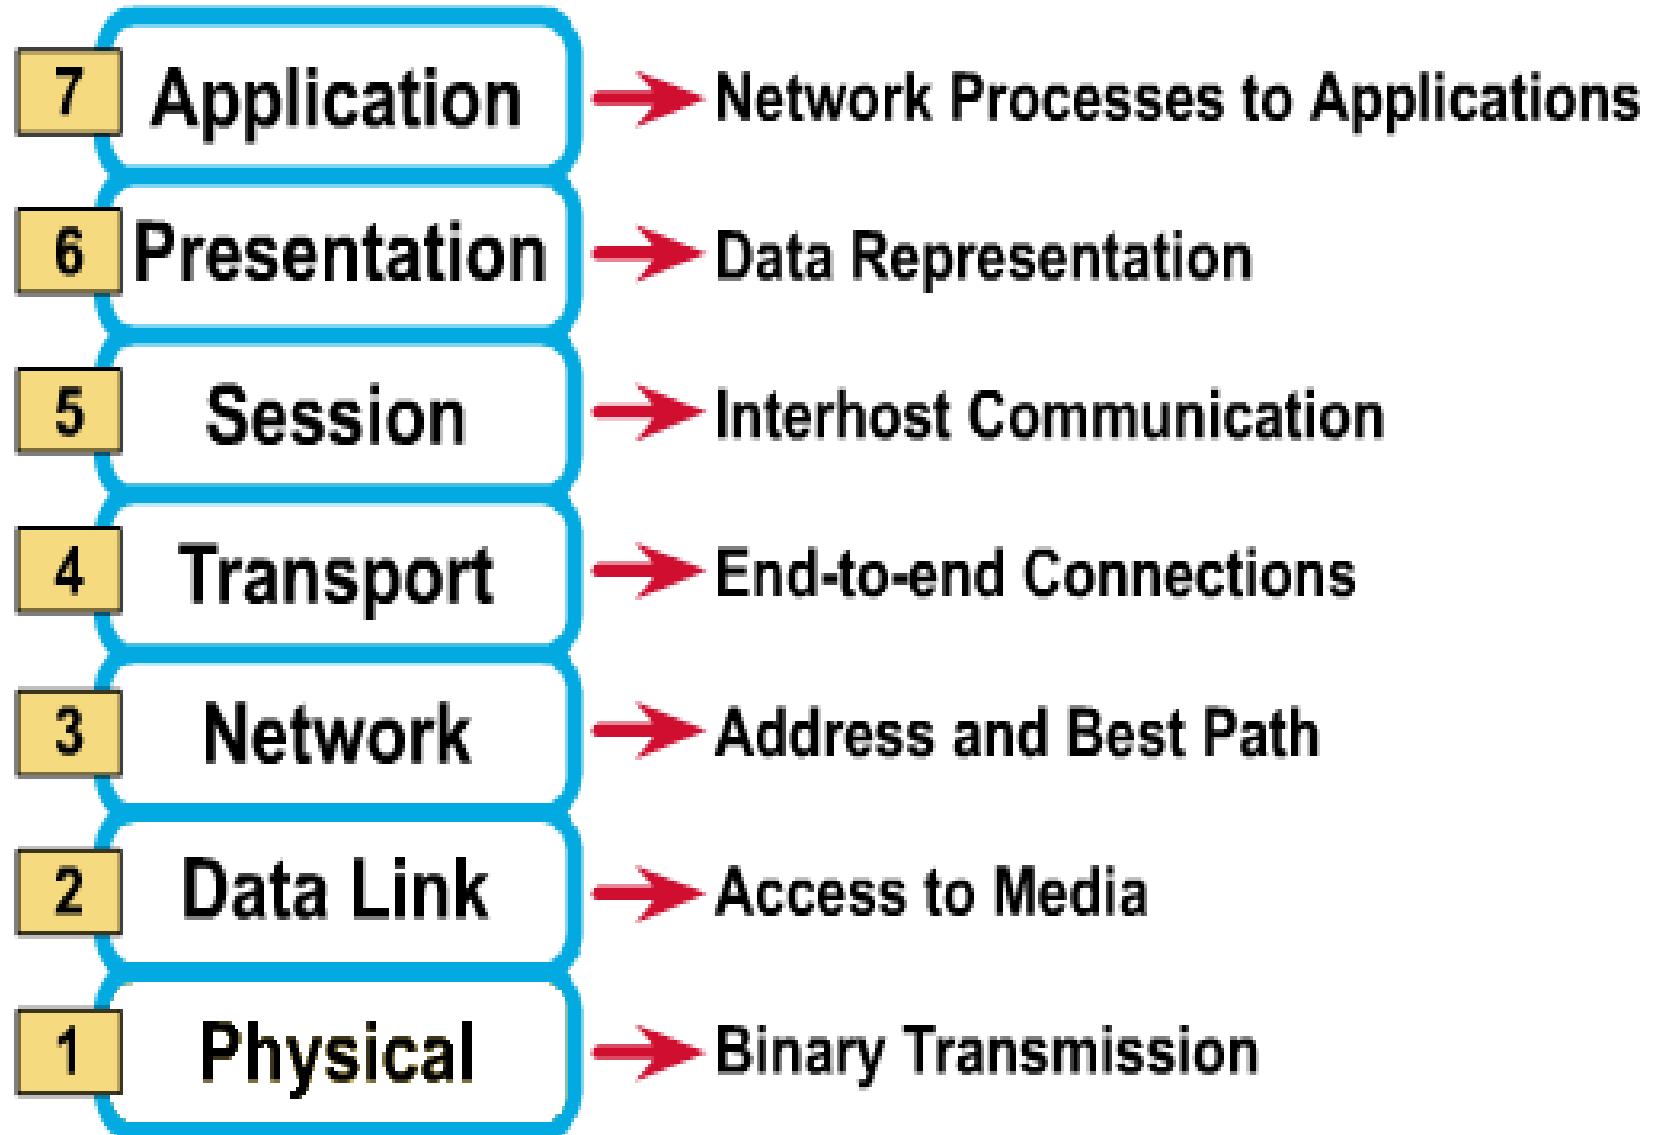 7 Application Network Processes to Applications
6 Presentation Data Representation
5 Session Interhost Communication
4 Transport End-to-end Connections
3 Network Address and Best Path
2 Data Link Access to Media
1 Physical Binary Transmission